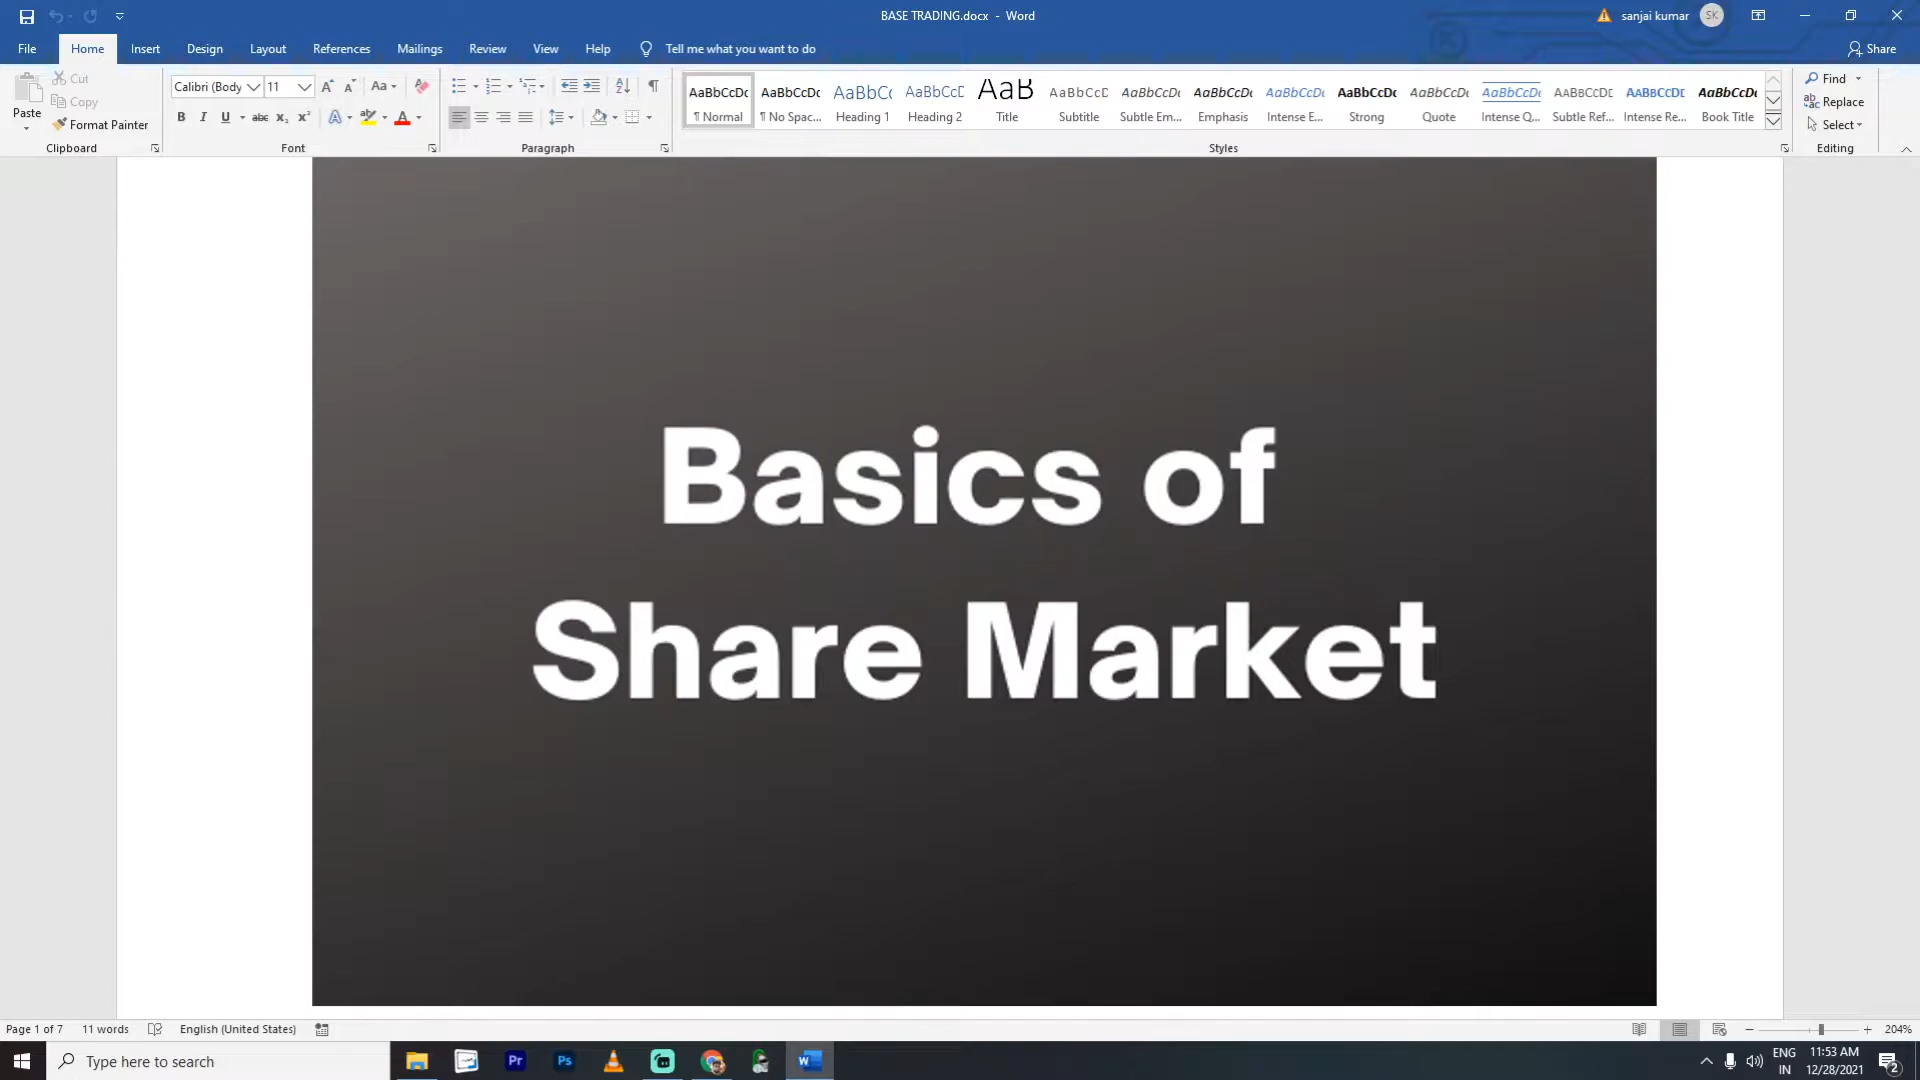 BASE TRADING.docx - Word
sanjai kumar
SK
File
Home
Insert
Design
Layout
References
Mailings
Review
View
Help
Tell me what you want to do
Share
Paste
Cut
Copy
Format Painter
Clipboard
Calibri (Body
11
Font
Paragraph
AaBbCcDc
¶ Normal
AaBbCcDc
¶ No Spac...
AaBbCc
Heading 1
AaBbCcD
Heading 2
AaB
Title
AaBbCcD
Subtitle
AaBbCcDc
Subtle Em...
AaBbCcDc
Emphasis
AaBbCcDc
Intense E...
AaBbCcDc
Strong
AaBbCcDc
Quote
AaBbCcDc
Intense Q...
AABBCCDE
Subtle Ref...
AABBCCDE
Intense Re...
AaBbCcDc
Book Title
Styles
Find
Replace
Select
Editing
Basics of
Share Market
Page 1 of 7
11 words
English (United States)
204%
Type here to search
Pr
Ps
ENG
IN
11:53 AM
12/28/2021
2